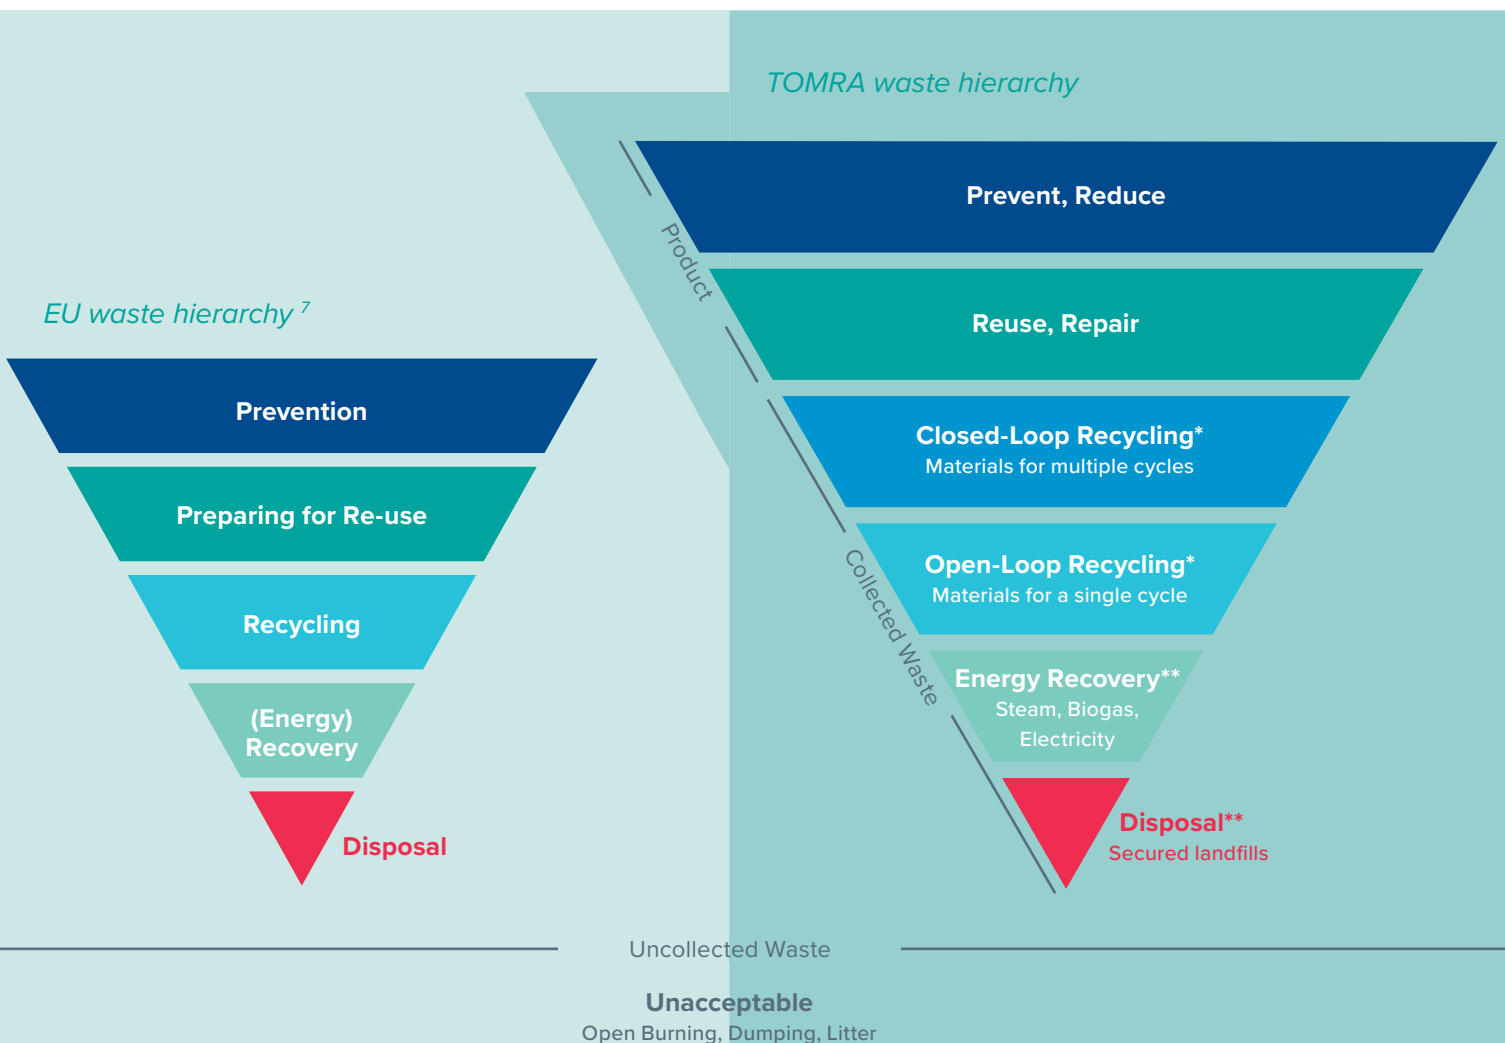 TOMRA waste hierarchy
Prevent, Reduce
Product
Reuse, Repair
EU waste hierarchy 7
Prevention
Closed-Loop Recycling*
Materials for multiple cycles
Preparing for Re-use
Collected Waste
Open-Loop Recycling*
Materials for a single cycle
Recycling
Energy Recovery**
Steam, Biogas,
Electricity
(Energy)
Recovery
Disposal**
Secured landfills
Disposal
Uncollected Waste
Unacceptable
Open Burning, Dumping, Litter